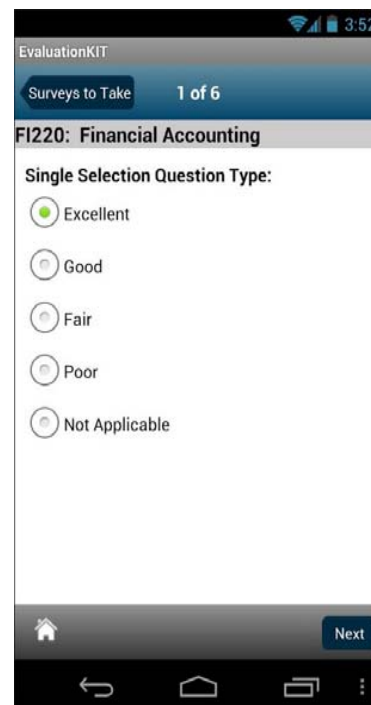 3:52
EvaluationKIT
Surveys to Take 1 of 6
FI220: Financial Accounting
Single Selection Question Type:
Excellent
Good
Fair
Poor
Not Applicable
Next